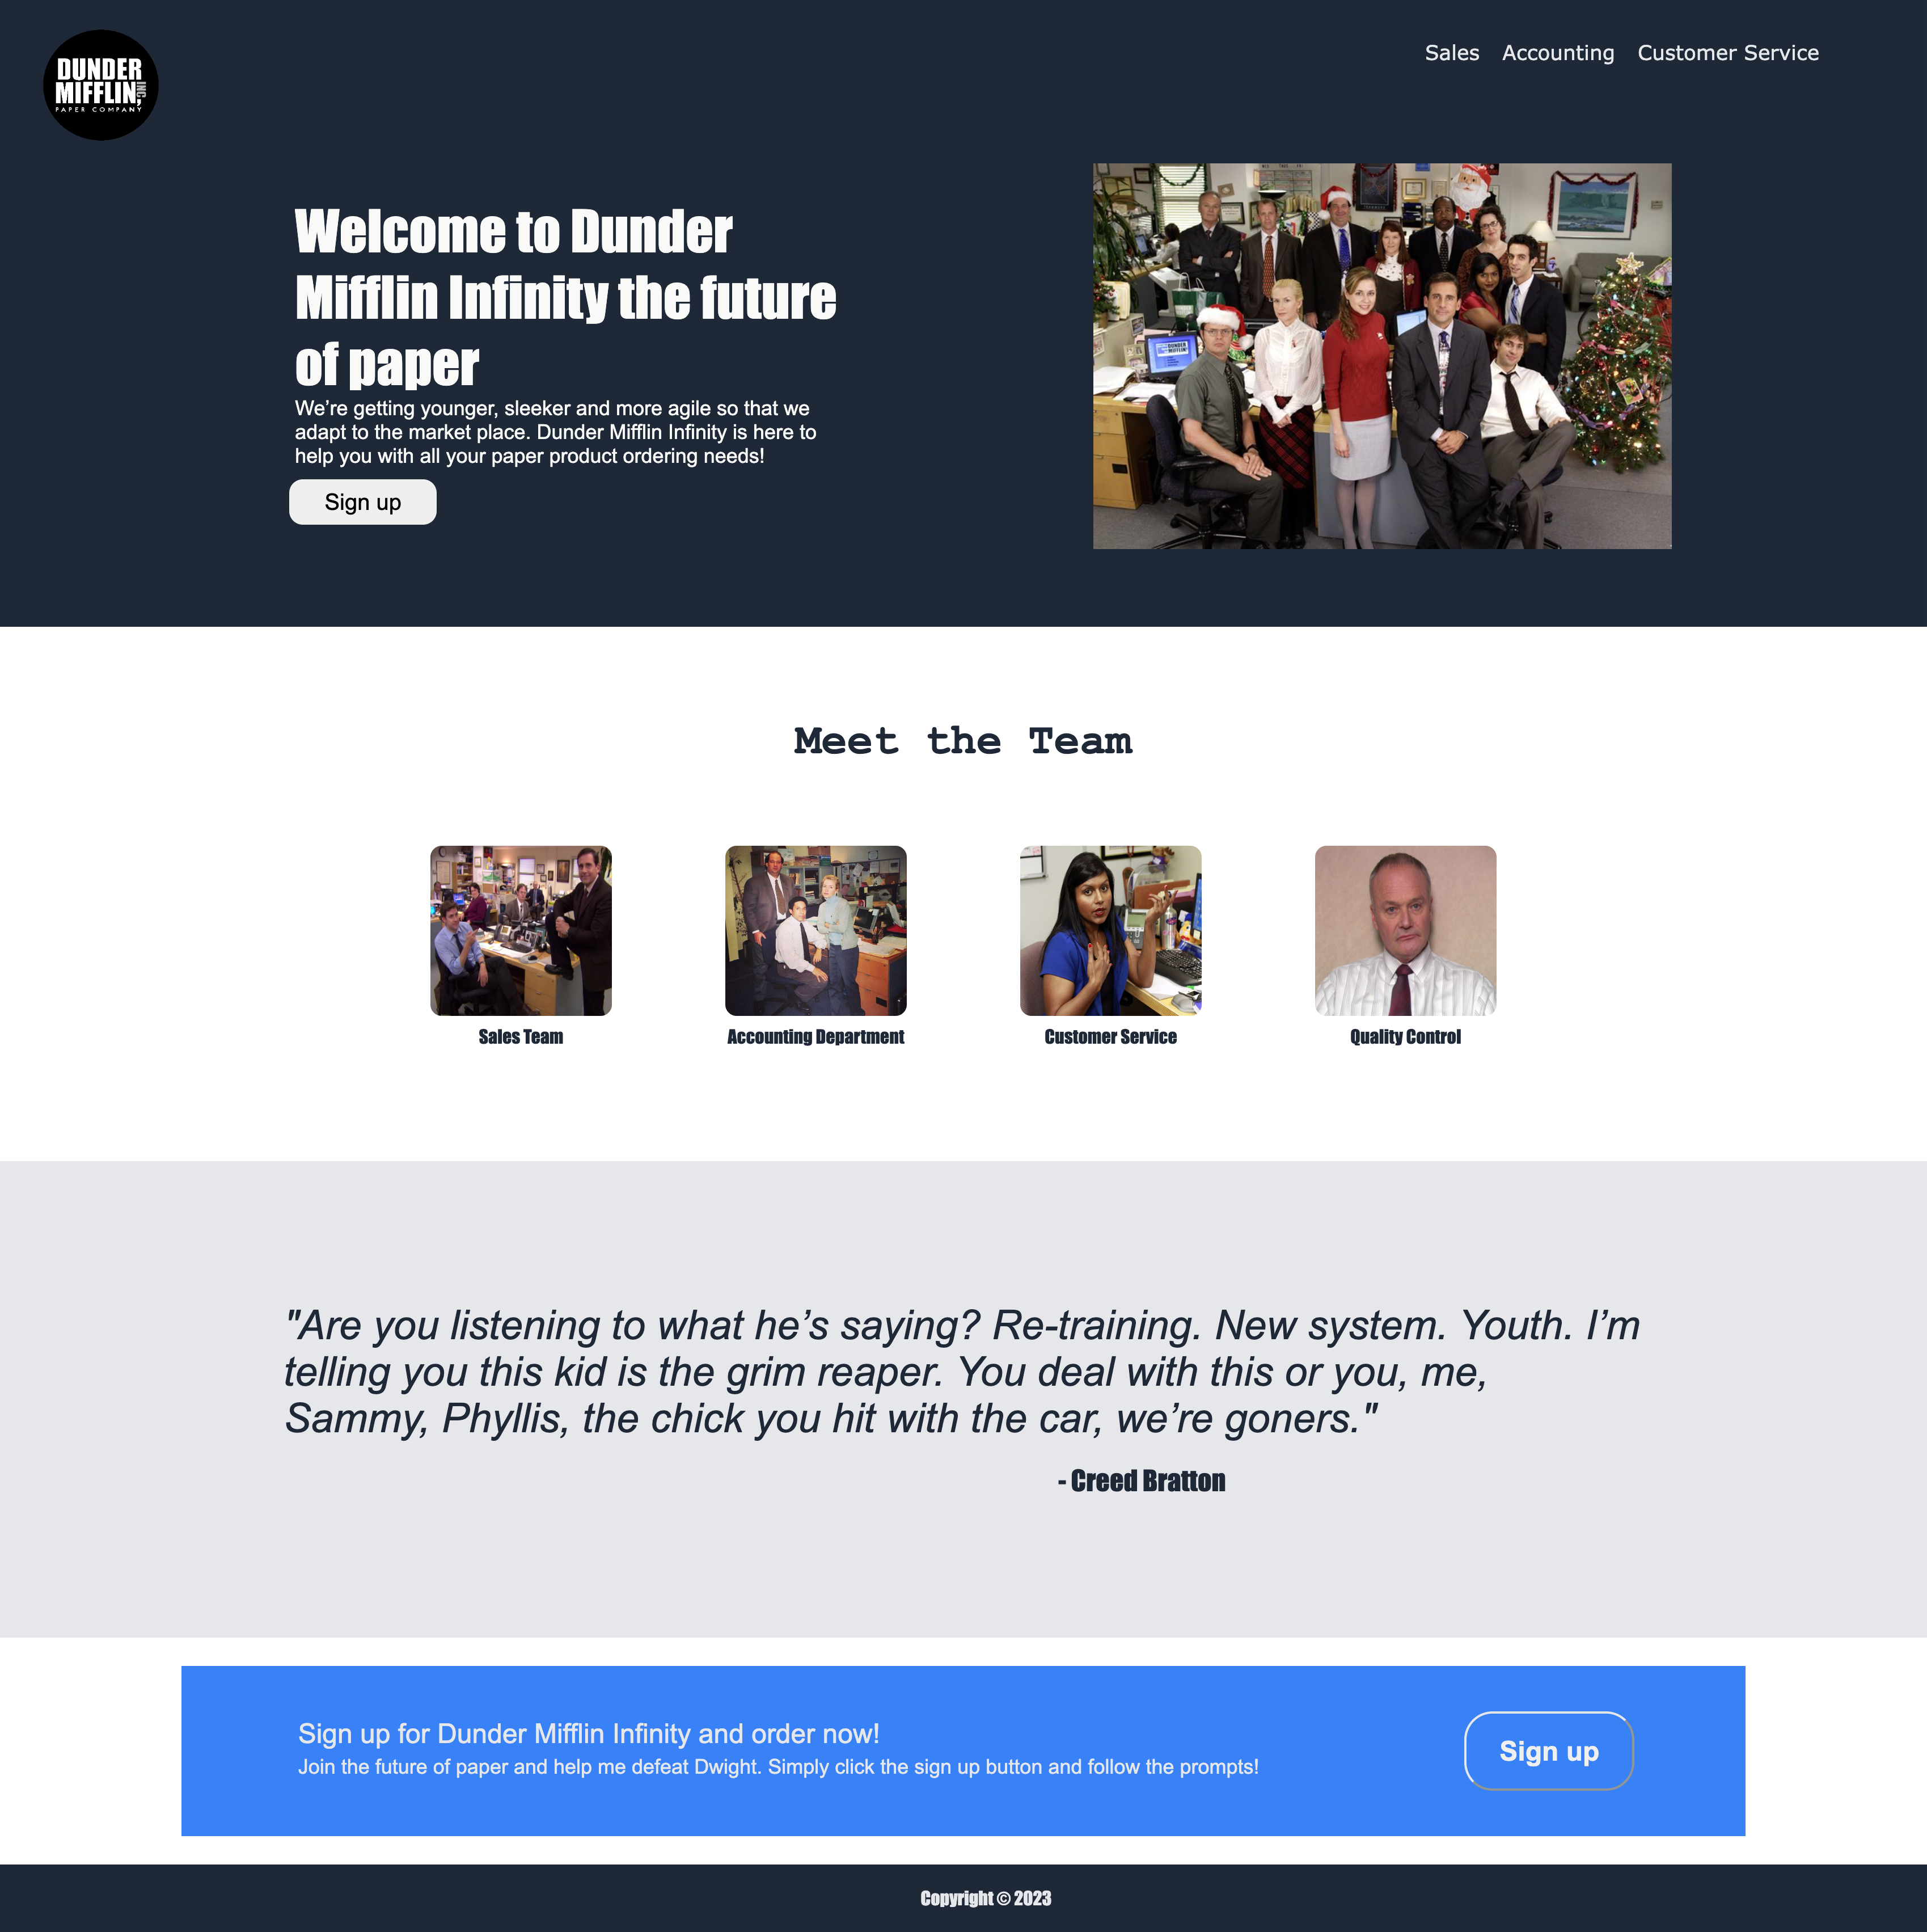 DUNDER
MIFFLIN, INC
PAPER COMPANY
Sales Accounting Customer Service
Welcome to Dunder
Mifflin Infinity the future
of paper
We’re getting younger, sleeker and more agile so that we
adapt to the market place. Dunder Mifflin Infinity is here to
help you with all your paper product ordering needs!
Sign up
DUNDER
MIFFLIN
Meet the Team
Sales Team
Accounting Department
Customer Service
Quality Control
"Are you listening to what he’s saying? Re-training. New system. Youth. I’m
telling you this kid is the grim reaper. You deal with this or you, me,
Sammy, Phyllis, the chick you hit with the car, we’re goners."
- Creed Bratton
Sign up for Dunder Mifflin Infinity and order now!
Join the future of paper and help me defeat Dwight. Simply click the sign up button and follow the prompts!
Sign up
Copyright © 2023